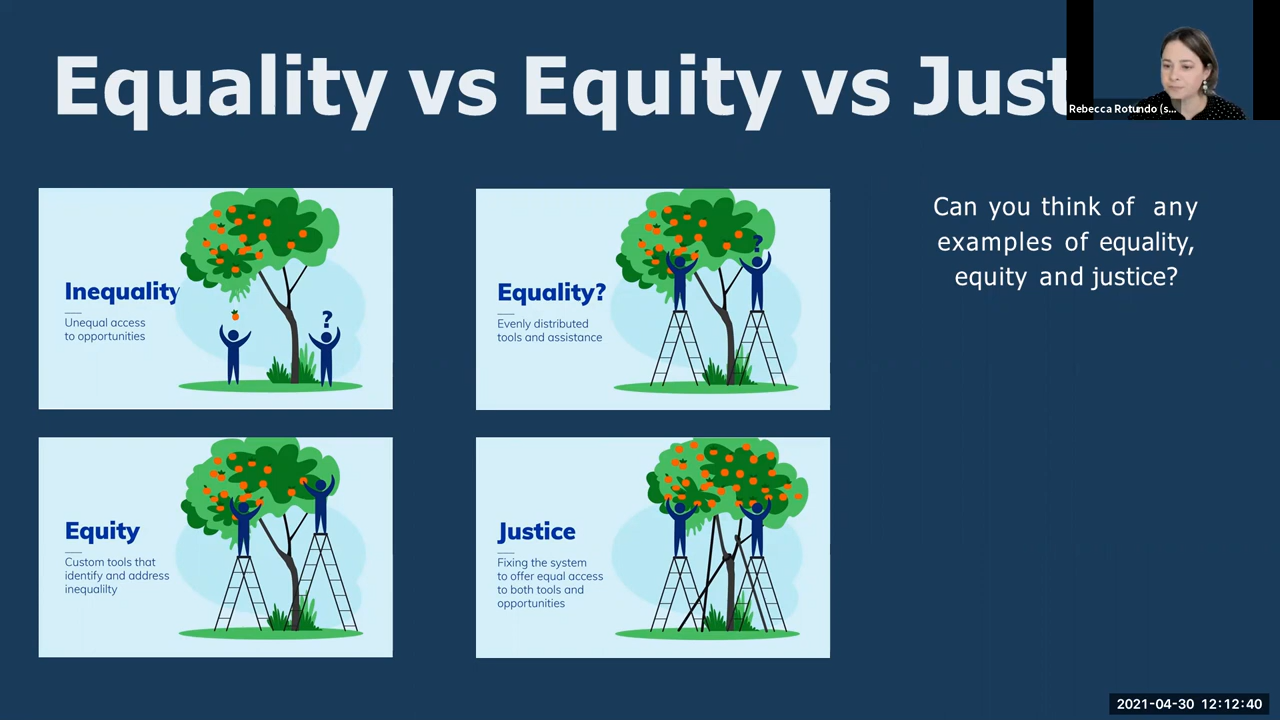 Equality vs Equity vs Just
Rebecca Rotundo (s...
Inequality
Unequal access
to opportunities
?
Equality?
Evenly distributed
tools and assistance
?
Can you think of any
examples of equality,
equity and justice?
Equity
Custom tools that
identify and address
inequalilty
Justice
Fixing the system
to offer equal access
to both tools and
opportunities
2021-04-30 12:12:40